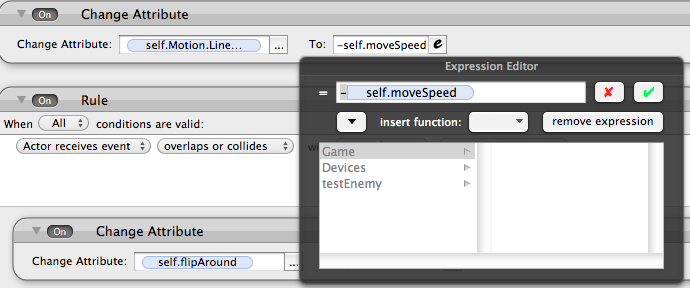 On Change Attribute
Change Attribute: self.Motion.Line... ... To: -self.moveSpeed e
Expression Editor
= - self.moveSpeed ✘ ✔
On Rule
When All conditions are valid:
insert function: remove expression
Actor receives event overlaps or collides
Game
Devices
testEnemy
On Change Attribute
Change Attribute: self.flipAround ...